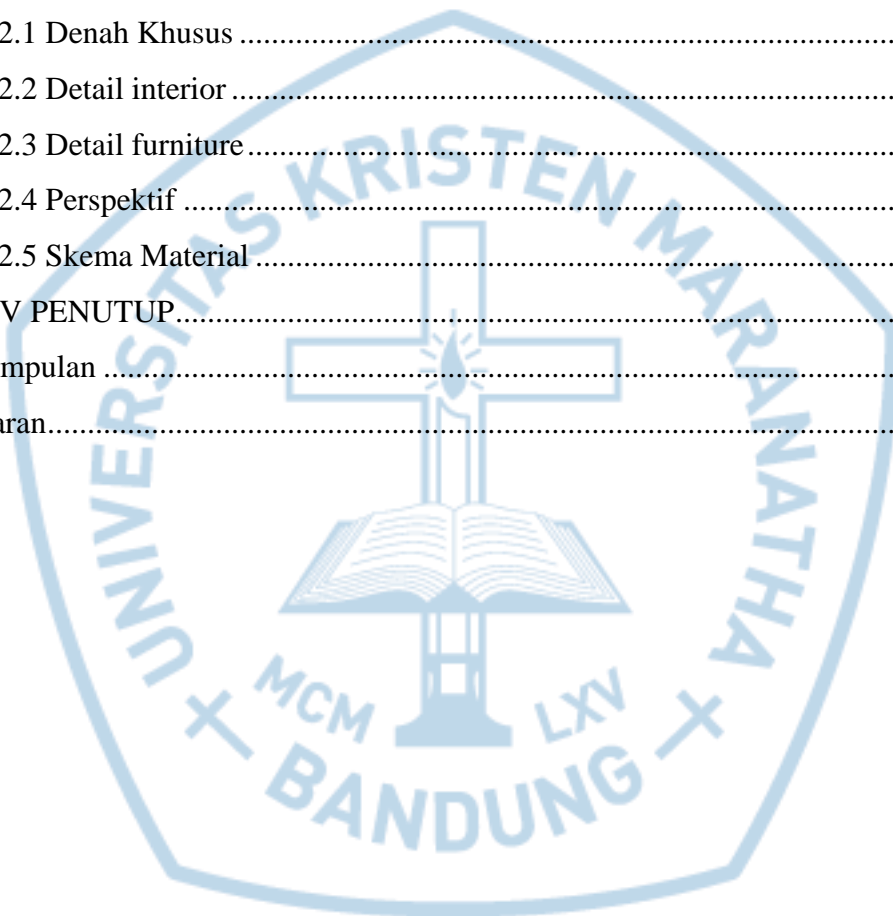 2.1 Denah Khusus ........................................................................................
2.2 Detail interior .........................................................................................
2.3 Detail furniture.......................................................................................
2.4 Perspektif ...............................................................................................
2.5 Skema Material ......................................................................................
V PENUTUP................................................................................................
mpulan .........................................................................................................
aran................................................................................................................
UNIVERSITAS KRISTEN MARANATHA
MCM LXV
BANDUNG